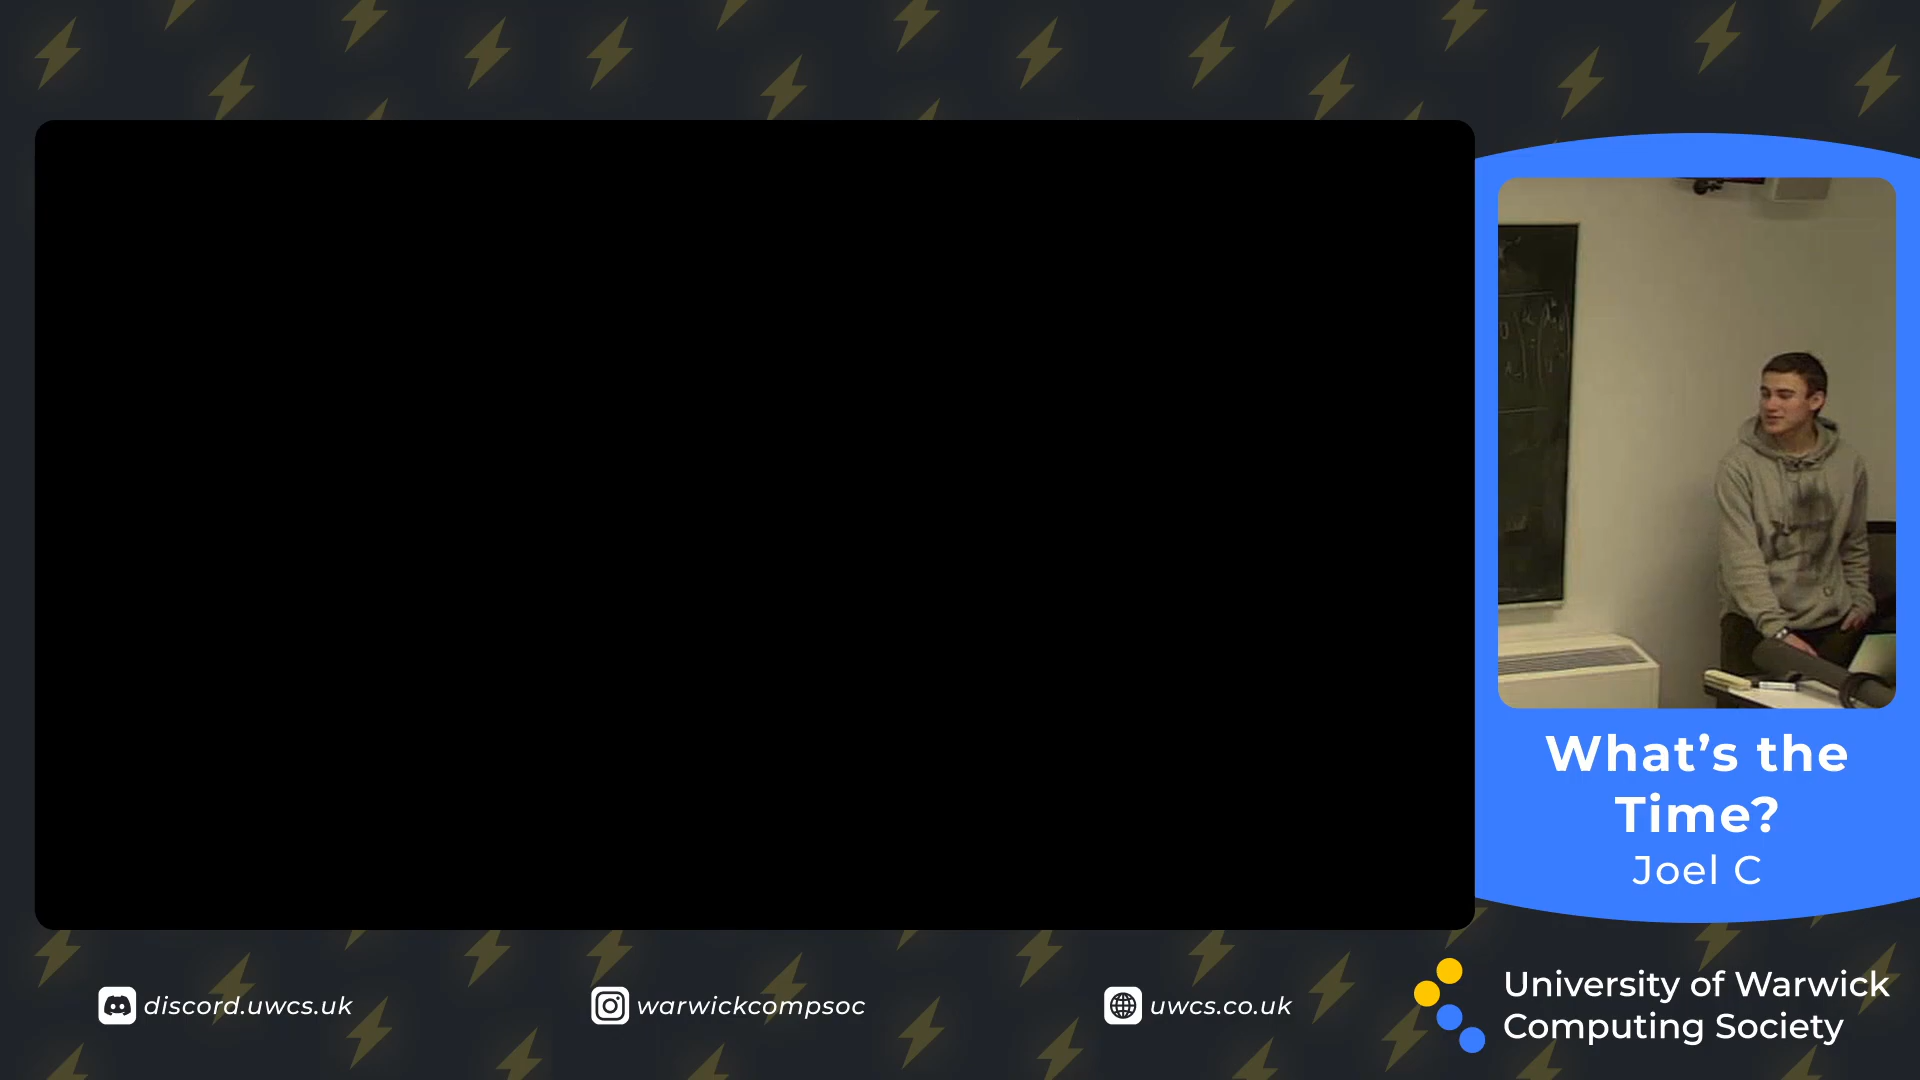 What's the
Time?
Joel C
discord.uwcs.uk
warwickcompsoc
uwcs.co.uk
University of Warwick
Computing Society